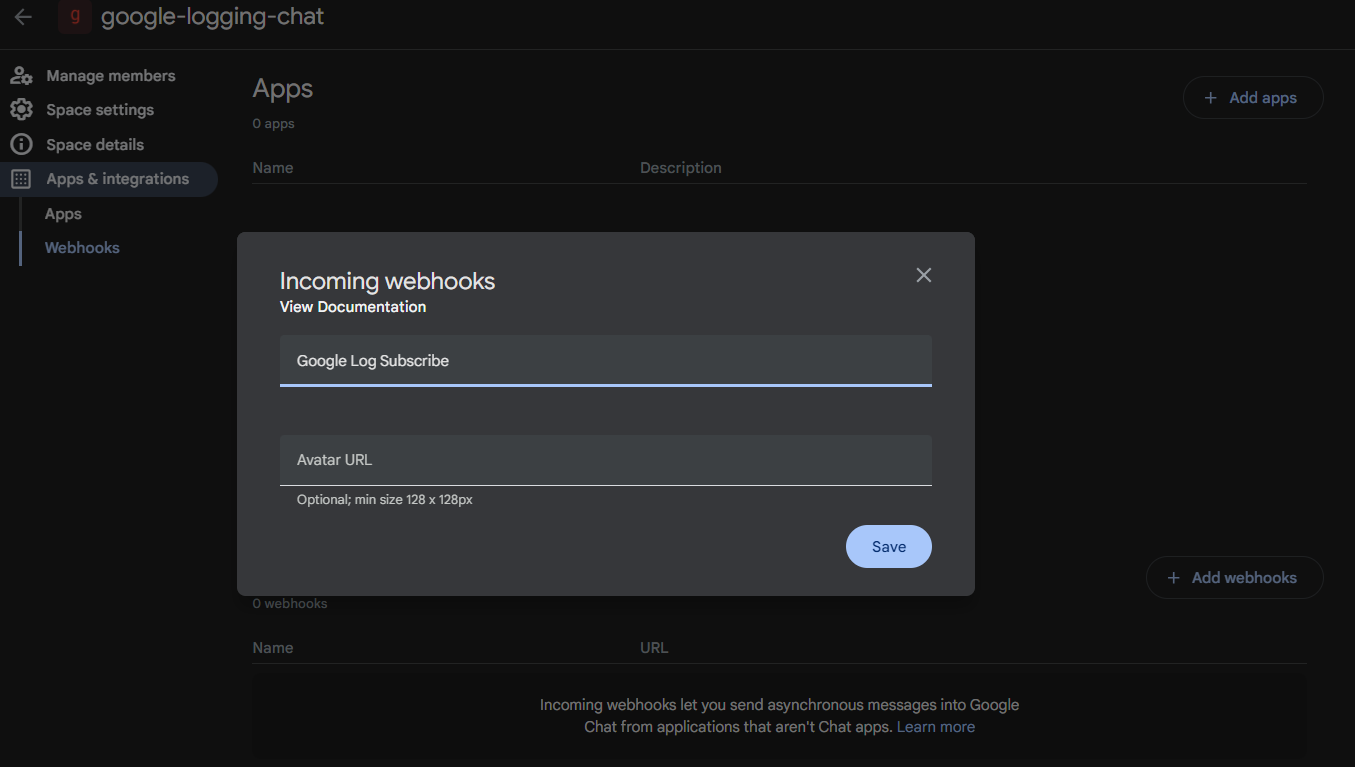 g google-logging-chat
Manage members
Space settings
Space details
Apps & integrations
Apps
Webhooks
Apps
+ Add apps
0 apps
Name Description
Incoming webhooks
View Documentation
Google Log Subscribe
Avatar URL
Optional; min size 128 x 128px
Save
+ Add webhooks
0 webhooks
Name URL
Incoming webhooks let you send asynchronous messages into Google
Chat from applications that aren't Chat apps. Learn more